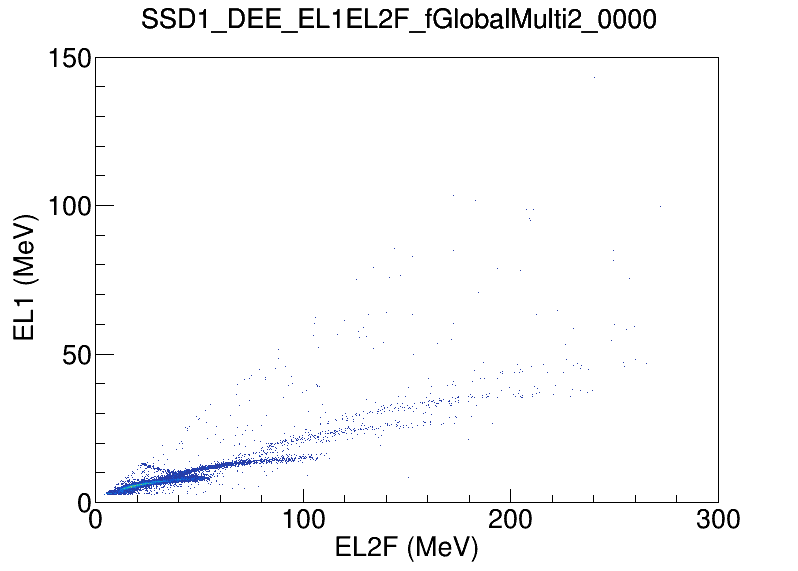 SSD1_DEE_EL1EL2F_fGlobalMulti2_0000
150
100
50
0
EL1 (MeV)
0 100 200 300
EL2F (MeV)